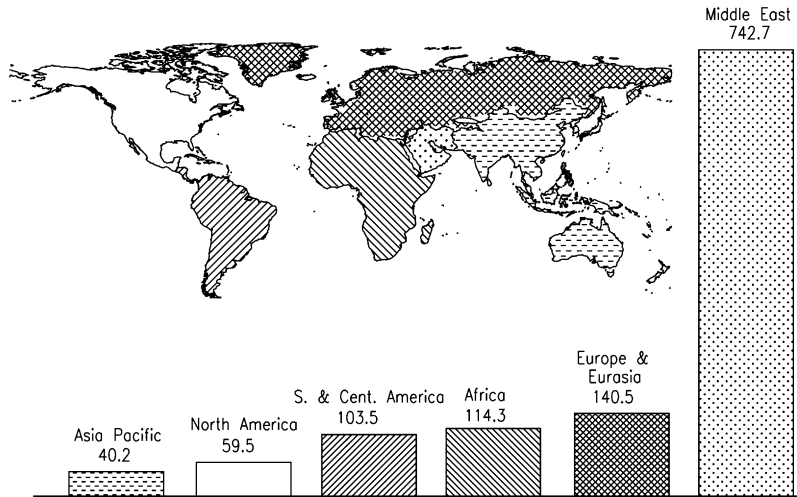 Middle East
742.7
Europe &
Eurasia
140.5
S. & Cent. America
103.5
Africa
114.3
North America
59.5
Asia Pacific
40.2